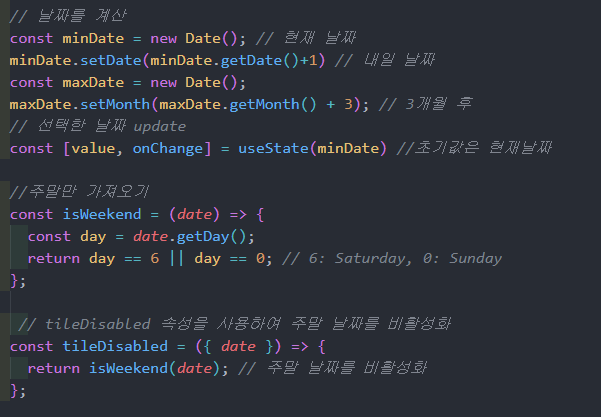 // 날짜를 계산
const minDate = new Date(); // 현재 날짜
minDate.setDate(minDate.getDate()+1) // 내일 날짜
const maxDate = new Date();
maxDate.setMonth(maxDate.getMonth() + 3); // 3개월 후
// 선택한 날짜 update
const [value, onChange] = useState(minDate) //초기값은 현재날짜
//주말만 가져오기
const isWeekend = (date) => {
const day = date.getDay();
return day == 6 || day == 0; // 6: Saturday, 0: Sunday
};
// tileDisabled 속성을 사용하여 주말 날짜를 비활성화
const tileDisabled = ({ date }) => {
return isWeekend(date); // 주말 날짜를 비활성화
};